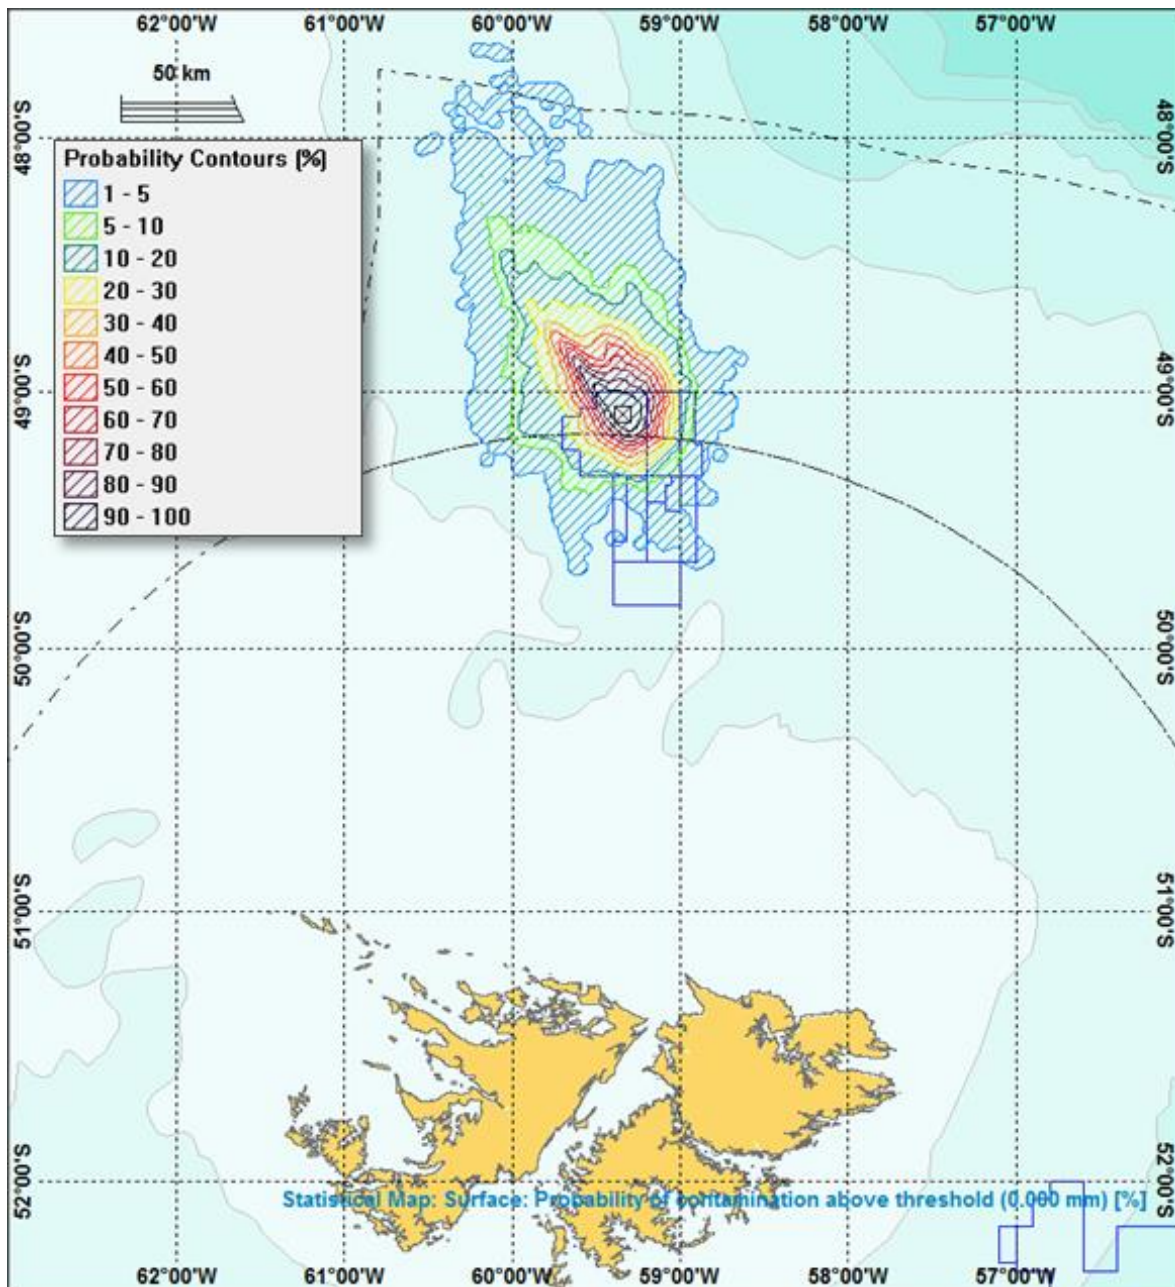 62°00'W 61°00'W 60°00'W 59°00'W 58°00'W 57°00'W
50 km
48°00'S 48°00'S
Probability Contours [%]
1 - 5
5 - 10
10 - 20
20 - 30
30 - 40
40 - 50
50 - 60
60 - 70
70 - 80
80 - 90
90 - 100
49°00'S
50°00'S 50°00'S
51°00'S 51°00'S
52°00'S 52°00'S
Statistical Map: Surface: Probability of contamination above threshold (0.000 mm) [%]
62°00'W 61°00'W 60°00'W 59°00'W 58°00'W 57°00'W